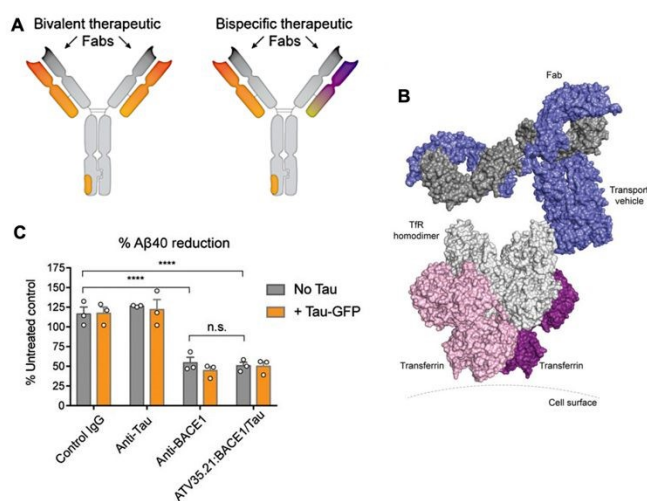 A
Bivalent therapeutic
Fabs
Bispecific therapeutic
Fabs
B
Fab
Transport
vehicle
TfR
homodimer
Transferrin
Transferrin
Cell surface
C
% Aβ40 reduction
****
****
n.s.
No Tau
+ Tau-GFP
% Untreated control
175
150
125
100
75
50
25
0
Control IgG
Anti-Tau
Anti-BACE1
ATV35.21:BACE1/Tau